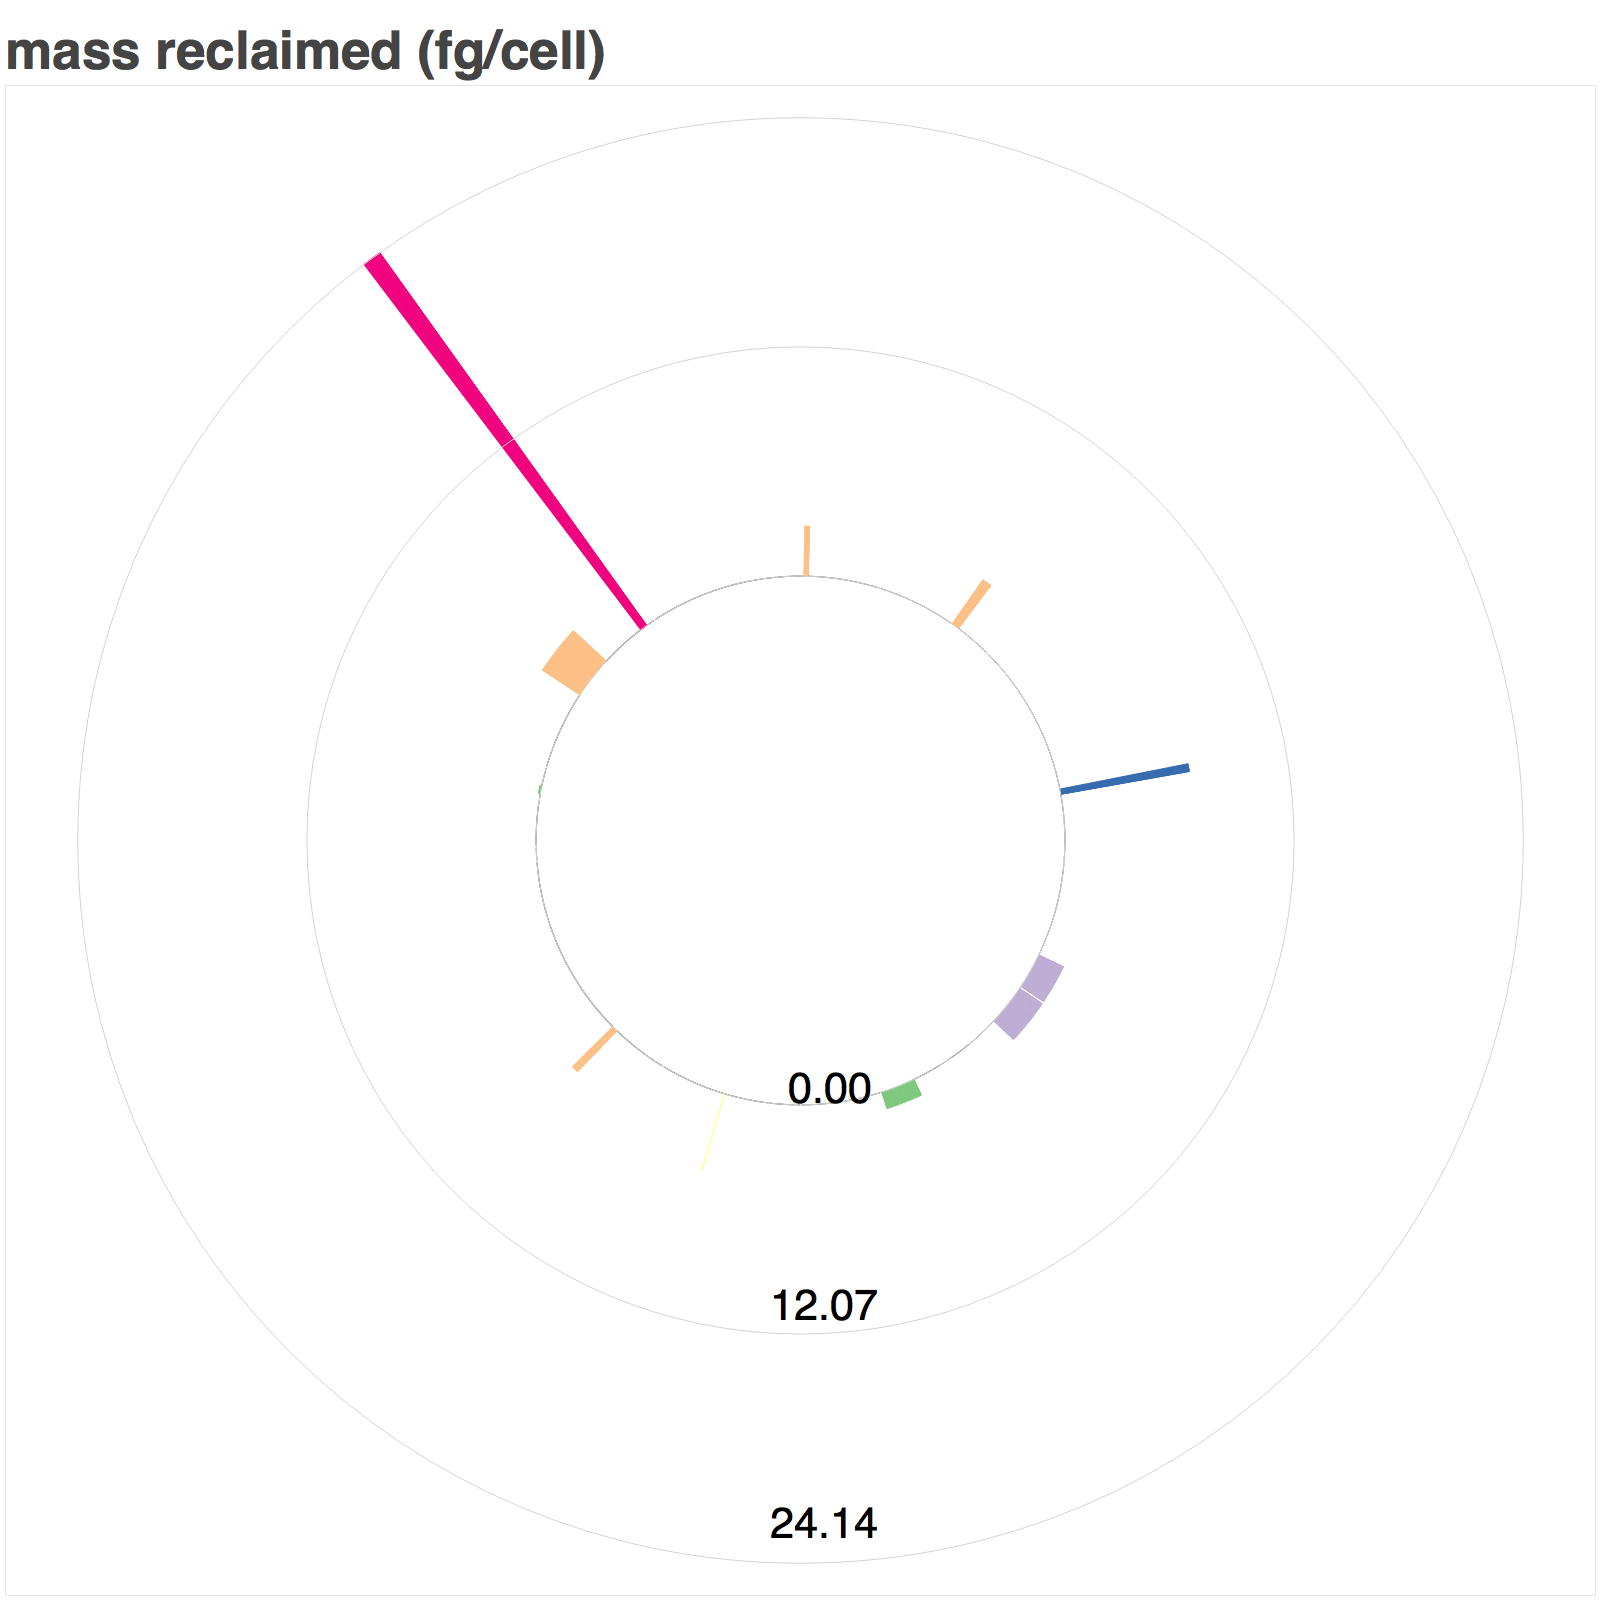 mass reclaimed (fg/cell)
0.00
12.07
24.14